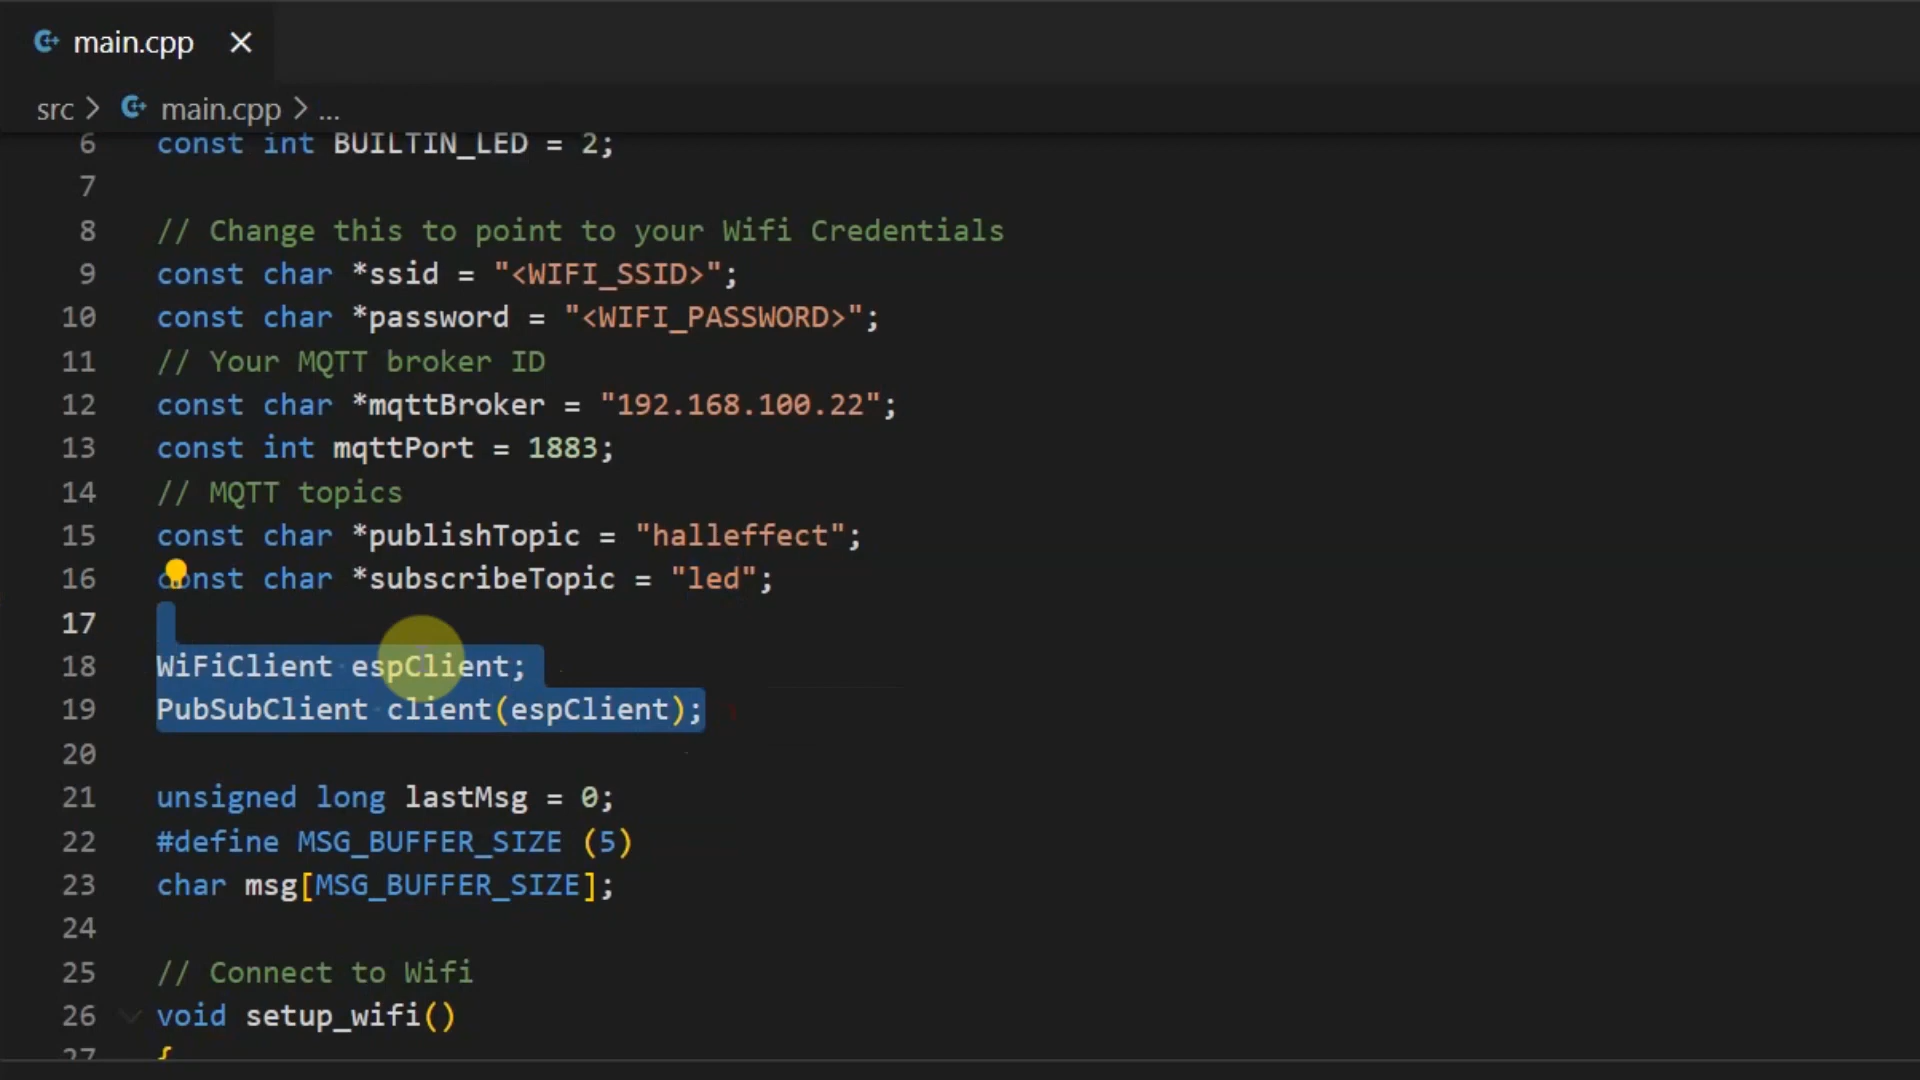 main.cpp
src > main.cpp > ...
6 const int BUILTIN_LED = 2;
7
8 // Change this to point to your Wifi Credentials
9 const char *ssid = "<WIFI_SSID>";
10 const char *password = "<WIFI_PASSWORD>";
11 // Your MQTT broker ID
12 const char *mqttBroker = "192.168.100.22";
13 const int mqttPort = 1883;
14 // MQTT topics
15 const char *publishTopic = "halleffect";
16 const char *subscribeTopic = "led";
17
18 WiFiClient espClient;
19 PubSubClient client(espClient);
20
21 unsigned long lastMsg = 0;
22 #define MSG_BUFFER_SIZE (5)
23 char msg[MSG_BUFFER_SIZE];
24
25 // Connect to Wifi
26 void setup_wifi()
27 {